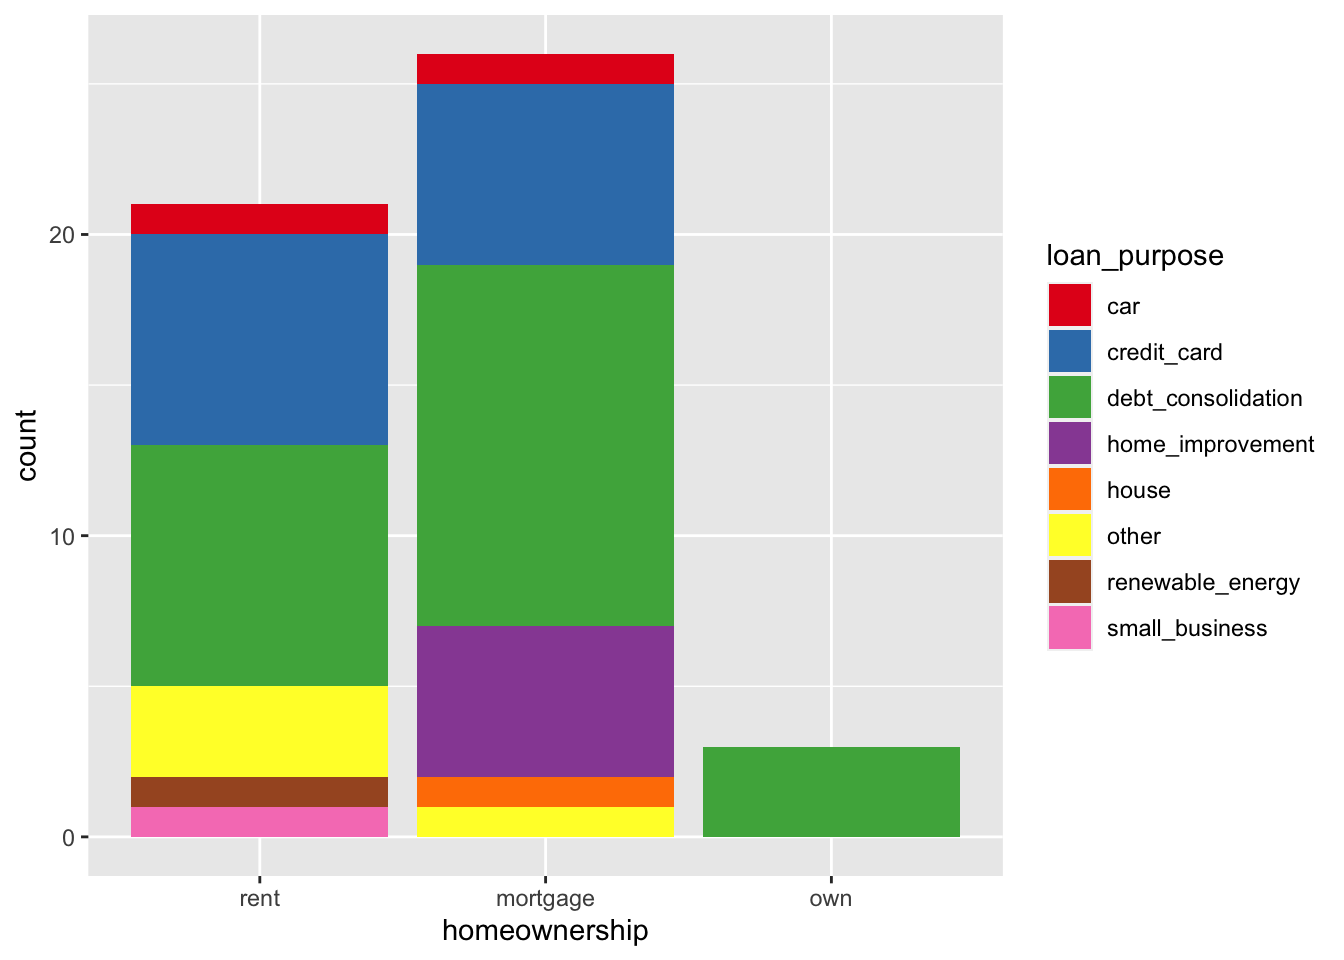 count
20
10
0
rent
mortgage
own
homeownership
loan_purpose
car
credit_card
debt_consolidation
home_improvement
house
other
renewable_energy
small_business